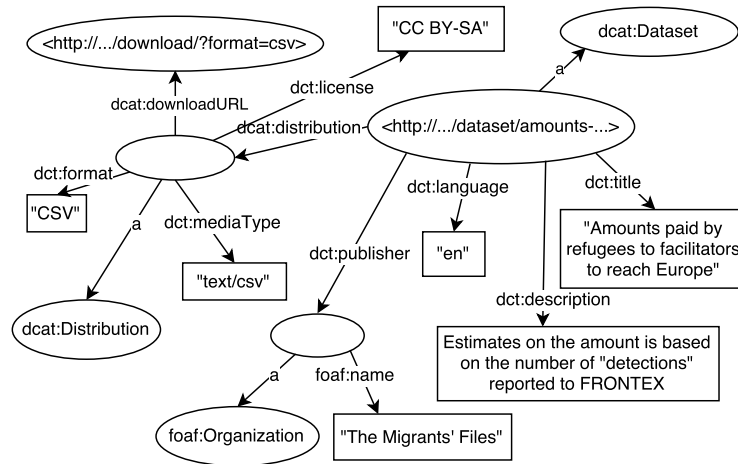 "CC BY-SA"
dcat:Dataset
<http://.../download/?format=csv>
a
dct:license
dcat:downloadURL
dcat:distribution
<http://.../dataset/amounts-...>
dct:format
dct:title
dct:language
"CSV"
a
dct:mediaType
"Amounts paid by
refugees to facilitators
to reach Europe"
dct:publisher
"en"
"text/csv"
dct:description
dcat:Distribution
Estimates on the amount is based
on the number of "detections"
reported to FRONTEX
a
foaf:name
foaf:Organization
"The Migrants' Files"